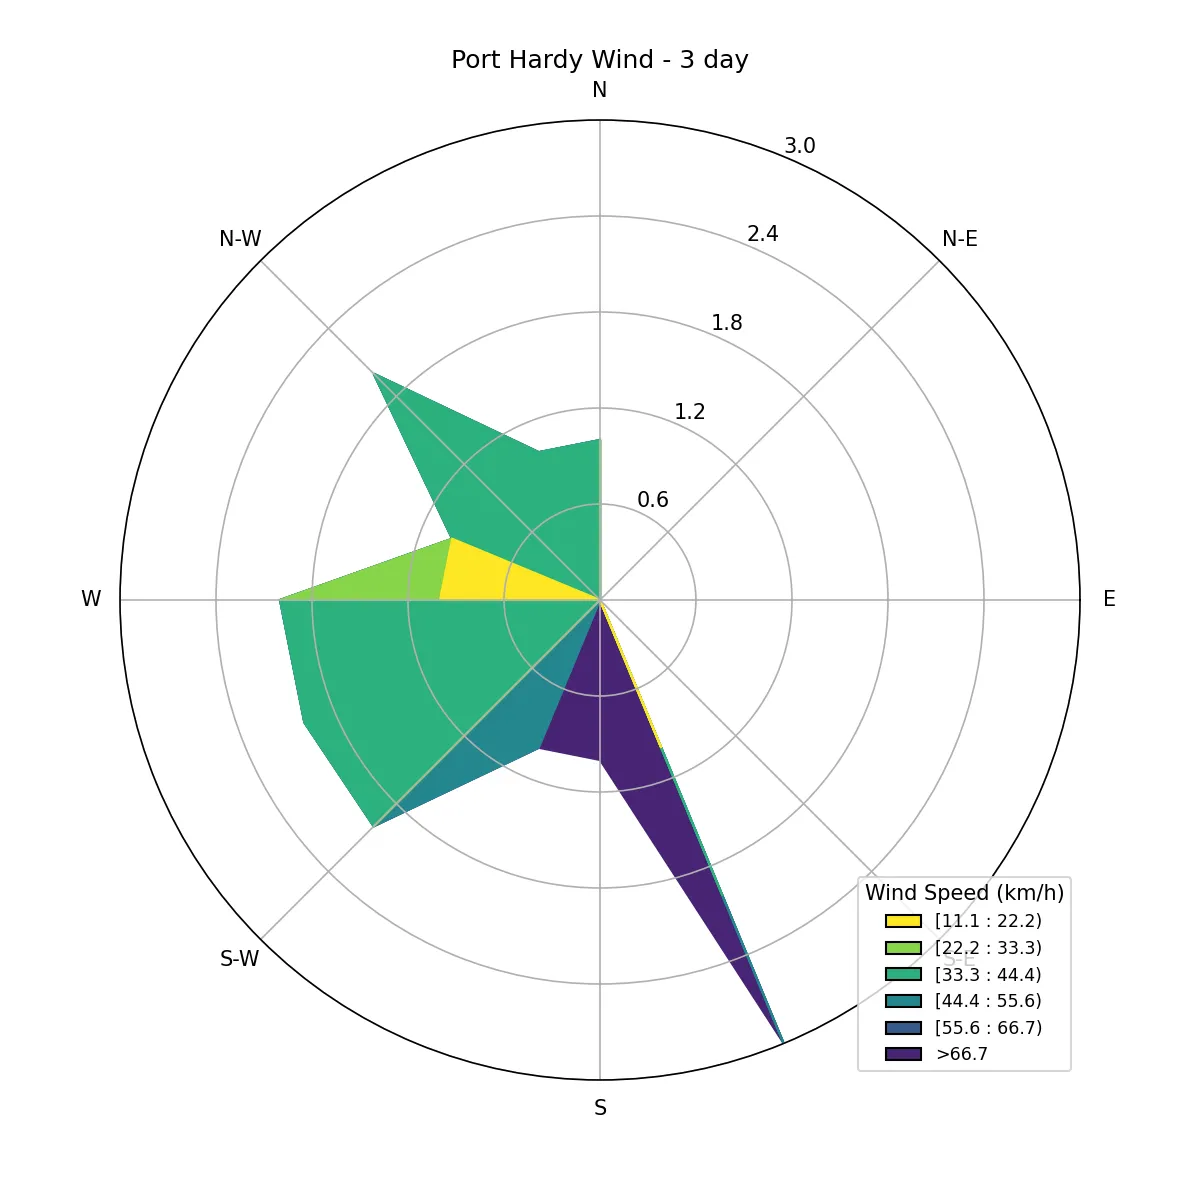 Port Hardy Wind - 3 day
N
3.0
N-W
N-E
2.4
1.8
1.2
0.6
W
E
Wind Speed (km/h)
[11.1 : 22.2)
[22.2 : 33.3)
S-W
S-E
[33.3 : 44.4)
[44.4 : 55.6)
[55.6 : 66.7)
>66.7
S